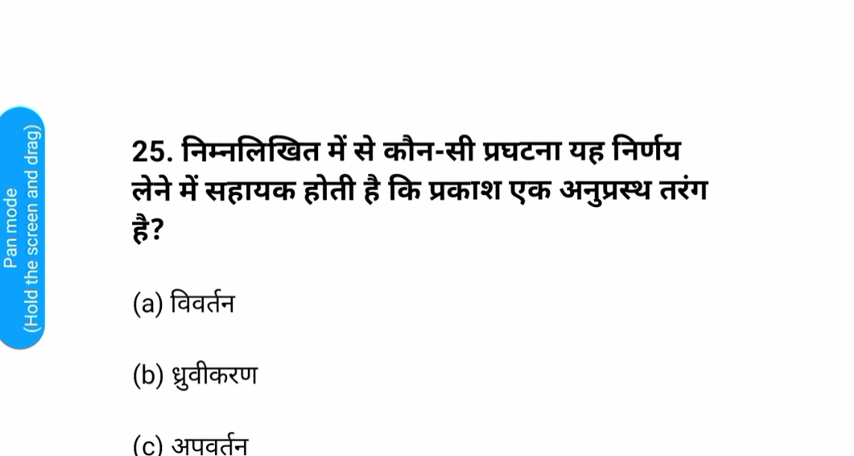 Pan mode
(Hold the screen and drag)
25. निम्नलिखित में से कौन-सी प्रघटना यह निर्णय
लेने में सहायक होती है कि प्रकाश एक अनुप्रस्थ तरंग
है?
(a) विवर्तन
(b) ध्रुवीकरण
(c) अपवर्तन